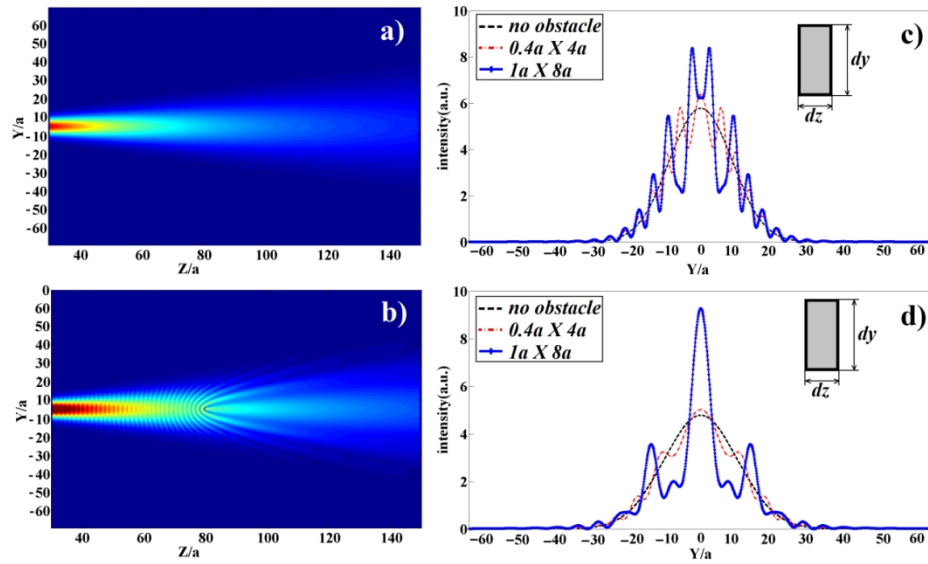 a)
60
50
40
30
20
10
-10
-20
-30
-40
-50
-60
Y/a
40 60 80 100 120 140
Z/a
b)
0
60
50
40
30
20
10
-10
-20
-30
-40
-50
-60
Y/a
40 60 80 100 120 140
Z/a
c)
no obstacle
0.4a X 4a
1a X 8a
dy
dz
10
8
6
4
2
0
intensity(a.u.)
−60 −50 −40 −30 −20 −10 0 10 20 30 40 50 60
Y/a
d)
no obstacle
0.4a X 4a
1a X 8a
dy
dz
10
8
6
4
2
0
intensity(a.u.)
−60 −50 −40 −30 −20 −10 0 10 20 30 40 50 60
Y/a